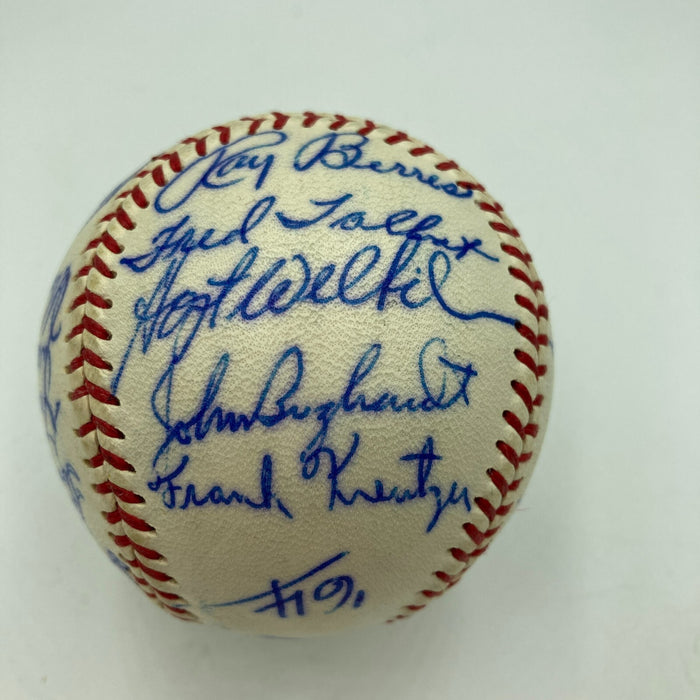 Ray Berres
Fred Talbot
Hoyt Wilhelm
John Buzhardt
Frank Kreutzer